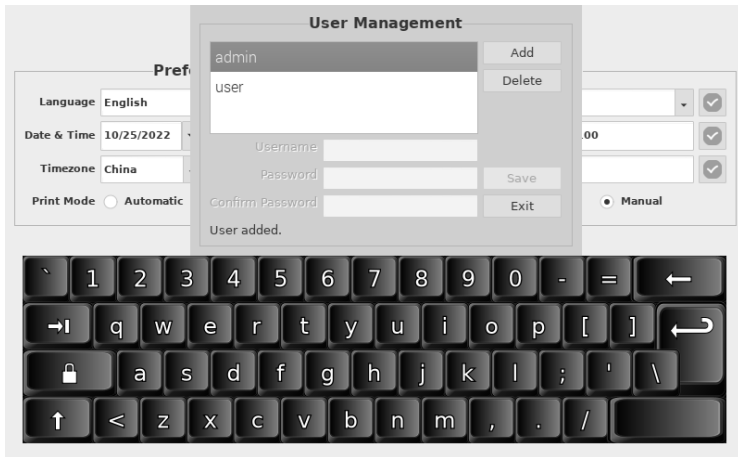 User Management
admin
Add
user
Delete
Username
Password
Save
Confirm Password
Exit
User added.
Pref
Language English
Date & Time 10/25/2022
.00
Timezone China
Print Mode Automatic
Manual
` 1 2 3 4 5 6 7 8 9 0 - =
q w e r t y u i o p [ ]
a s d f g h j k l ; ' \
< z x c v b n m , . /